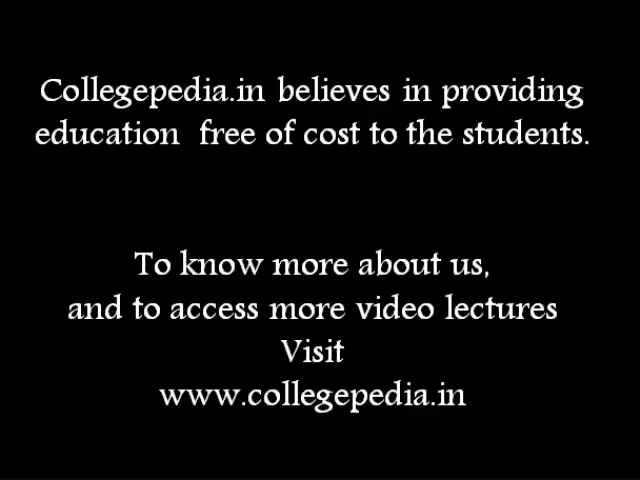 Collegepedia.in believes in providing
education free of cost to the students.
To know more about us,
and to access more video lectures
Visit
www.collegepedia.in